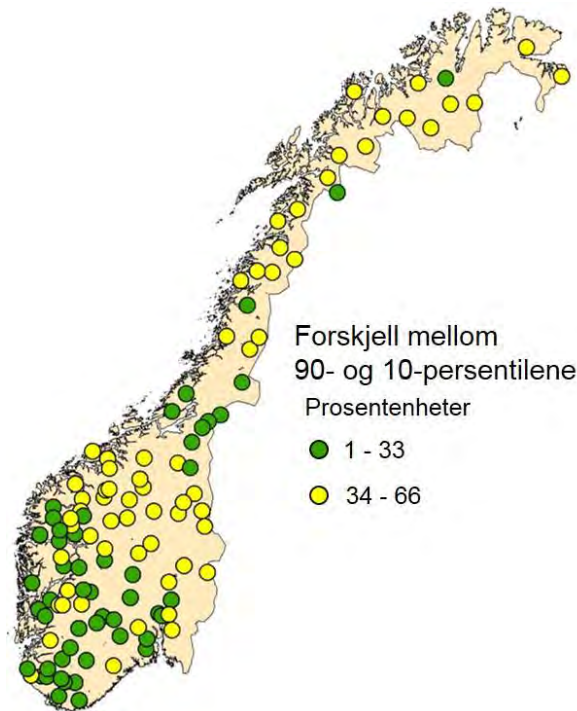 Forskjell mellom
90- og 10-persentilene
Prosentenheter
1 - 33
34 - 66